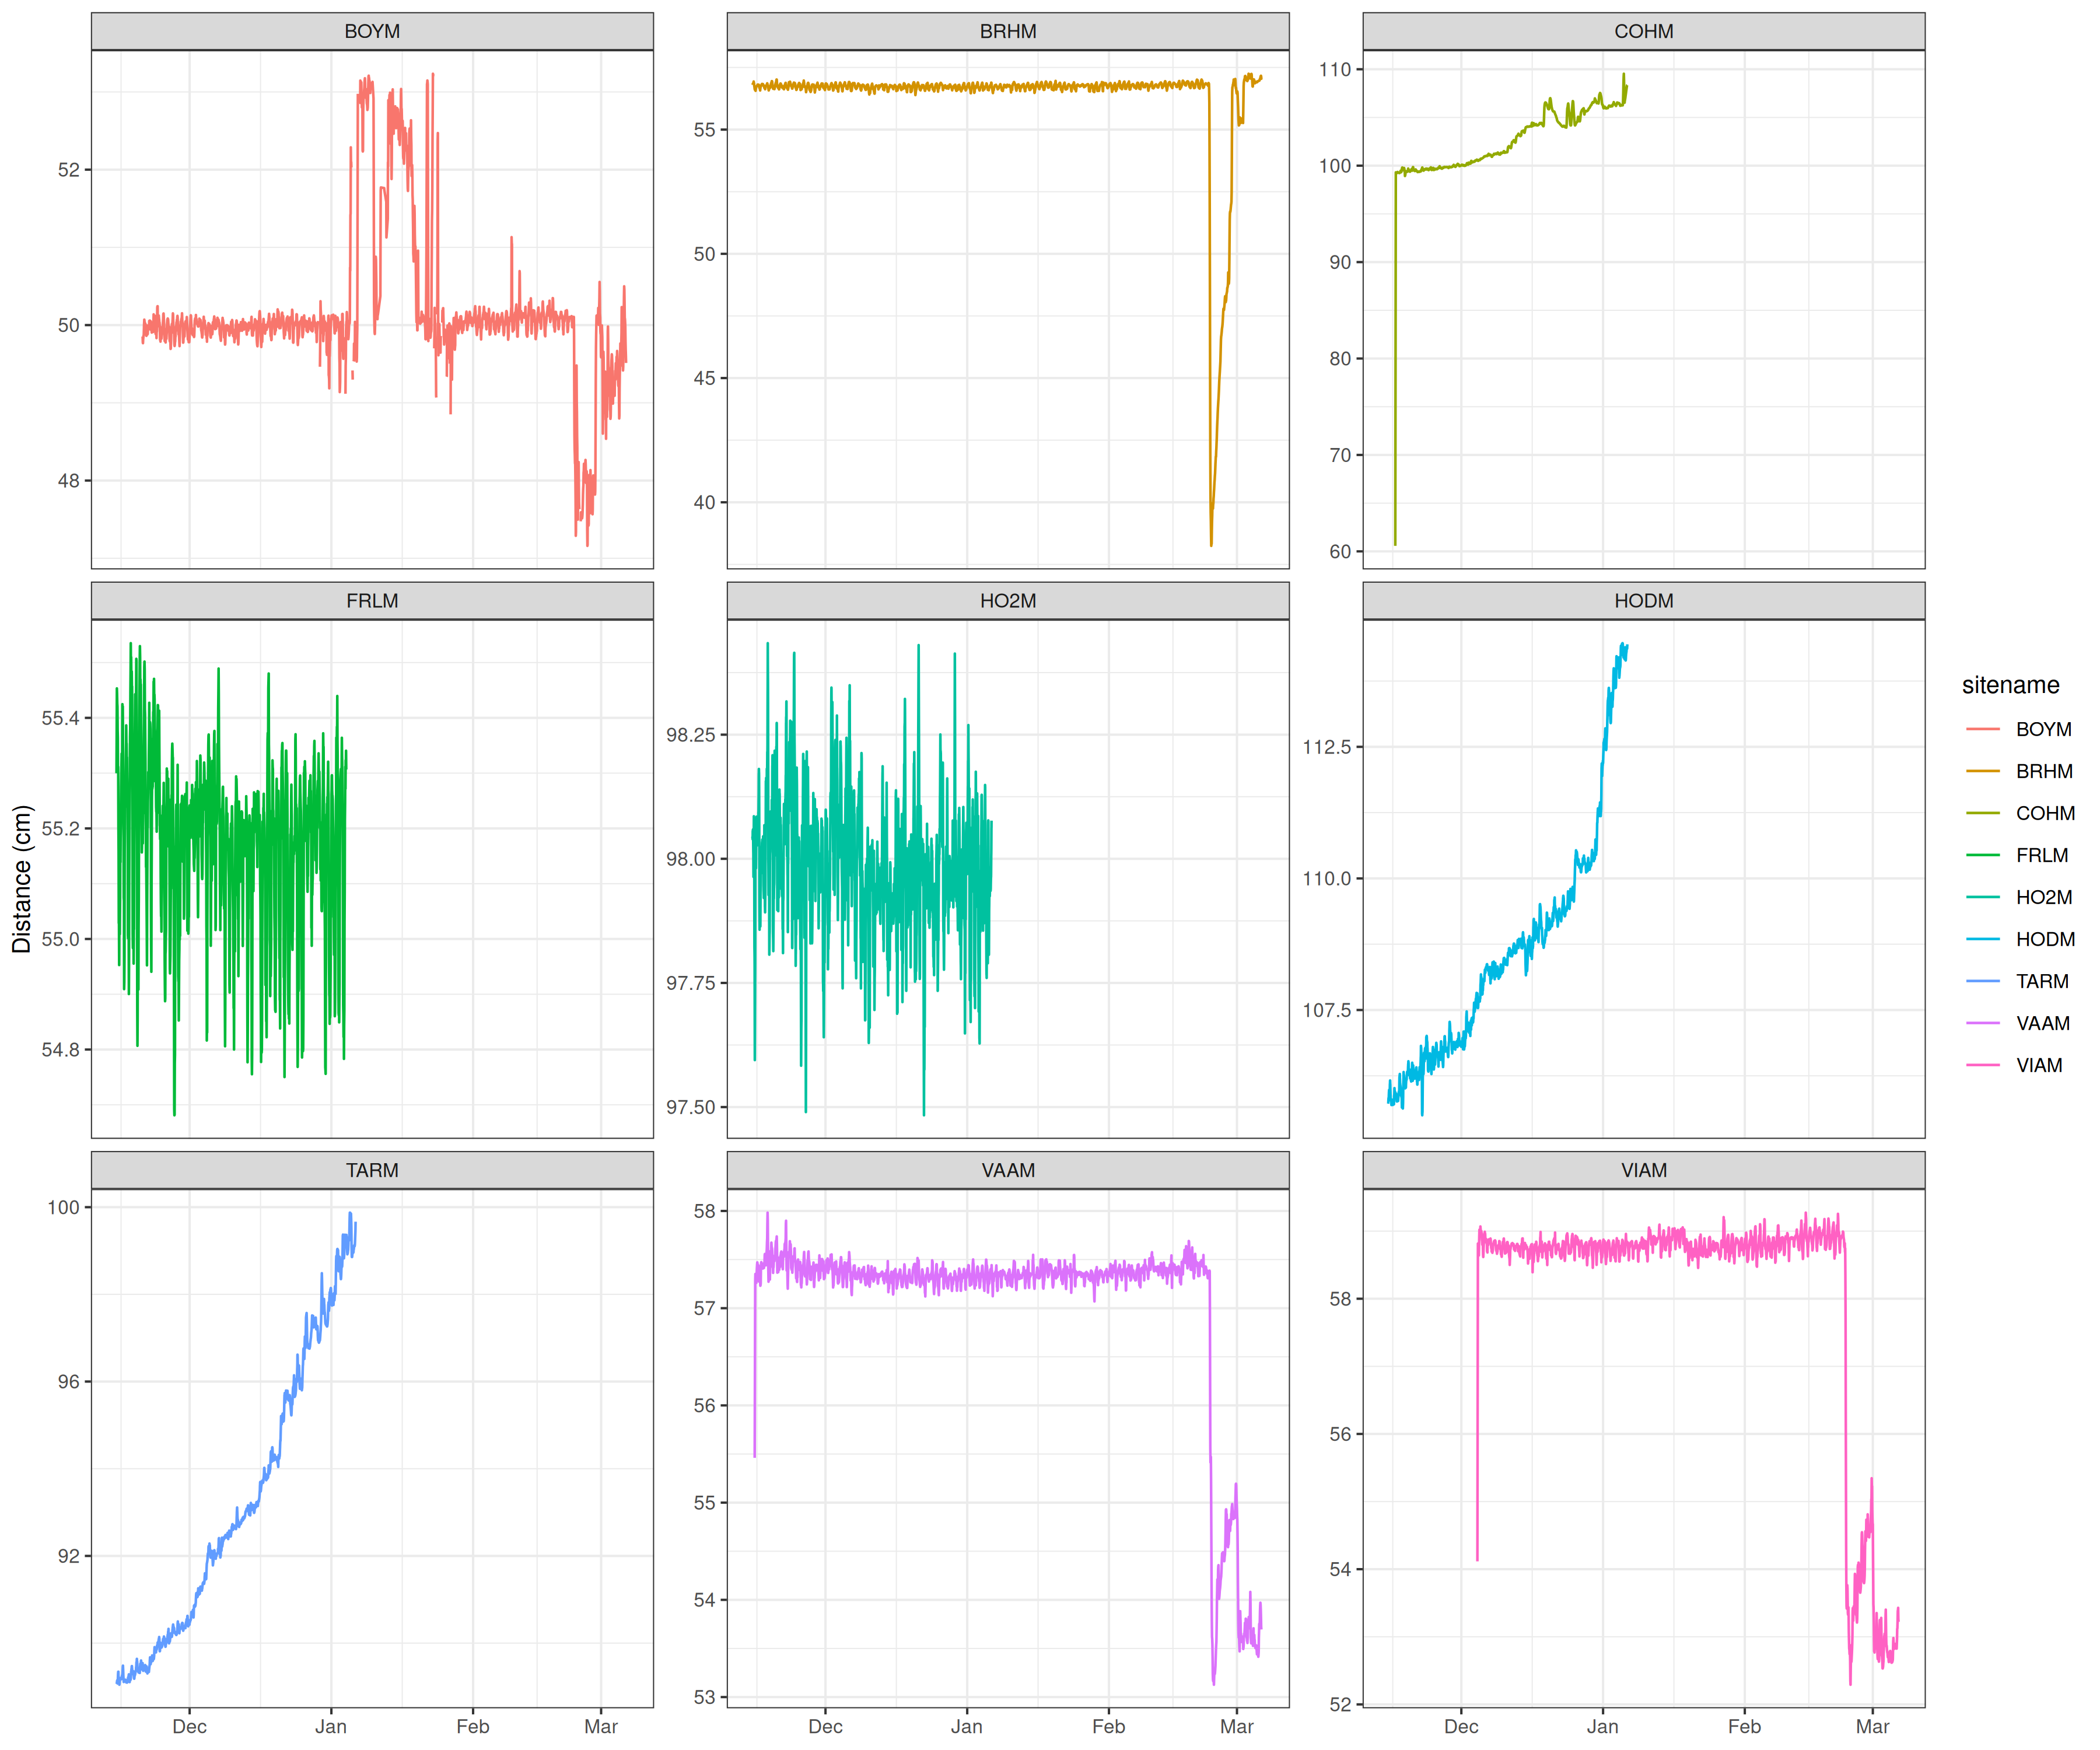 BOYM
BRHM
COHM
52
50
48
55
50
45
40
110
100
90
80
70
60
FRLM
HO2M
HODM
55.4
55.2
55.0
54.8
98.25
98.00
97.75
97.50
112.5
110.0
107.5
TARM
VAAM
VIAM
100
96
92
58
57
56
55
54
53
58
56
54
52
Dec Jan Feb Mar
Dec Jan Feb Mar
Dec Jan Feb Mar
Distance (cm)
sitename
BOYM
BRHM
COHM
FRLM
HO2M
HODM
TARM
VAAM
VIAM